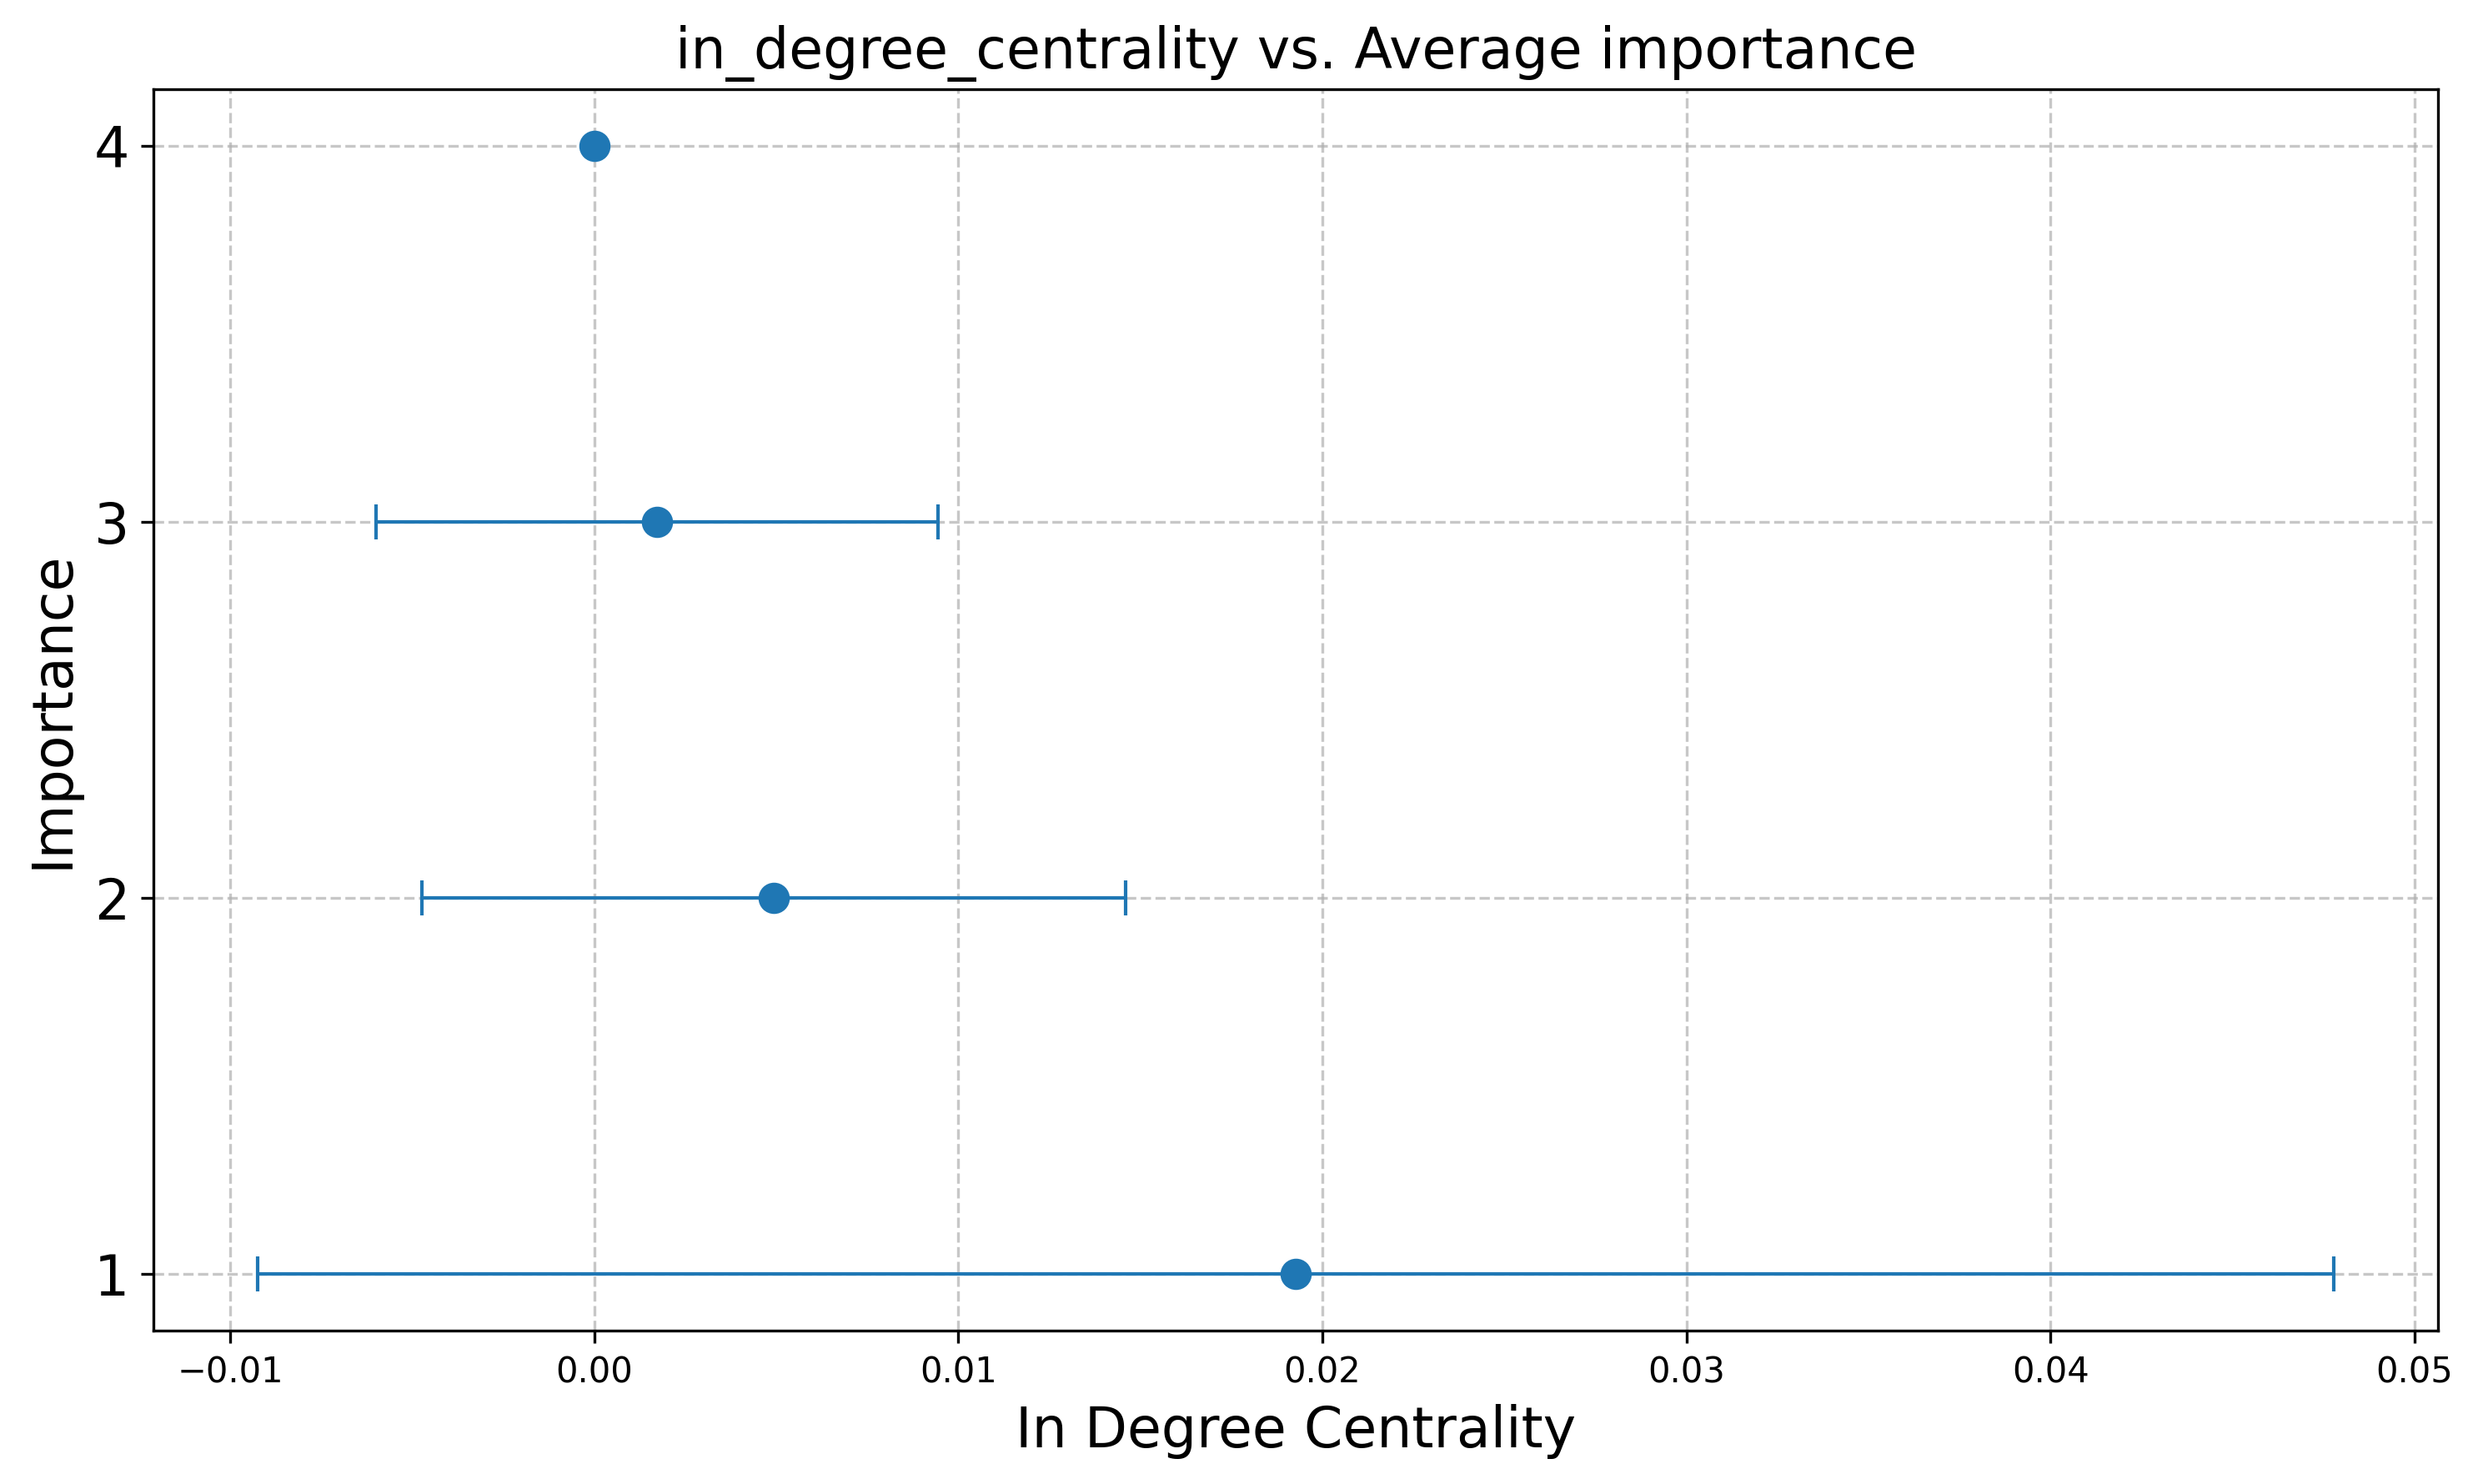 in_degree_centrality vs. Average importance
Importance
4
3
2
1
−0.01 0.00 0.01 0.02 0.03 0.04 0.05
In Degree Centrality